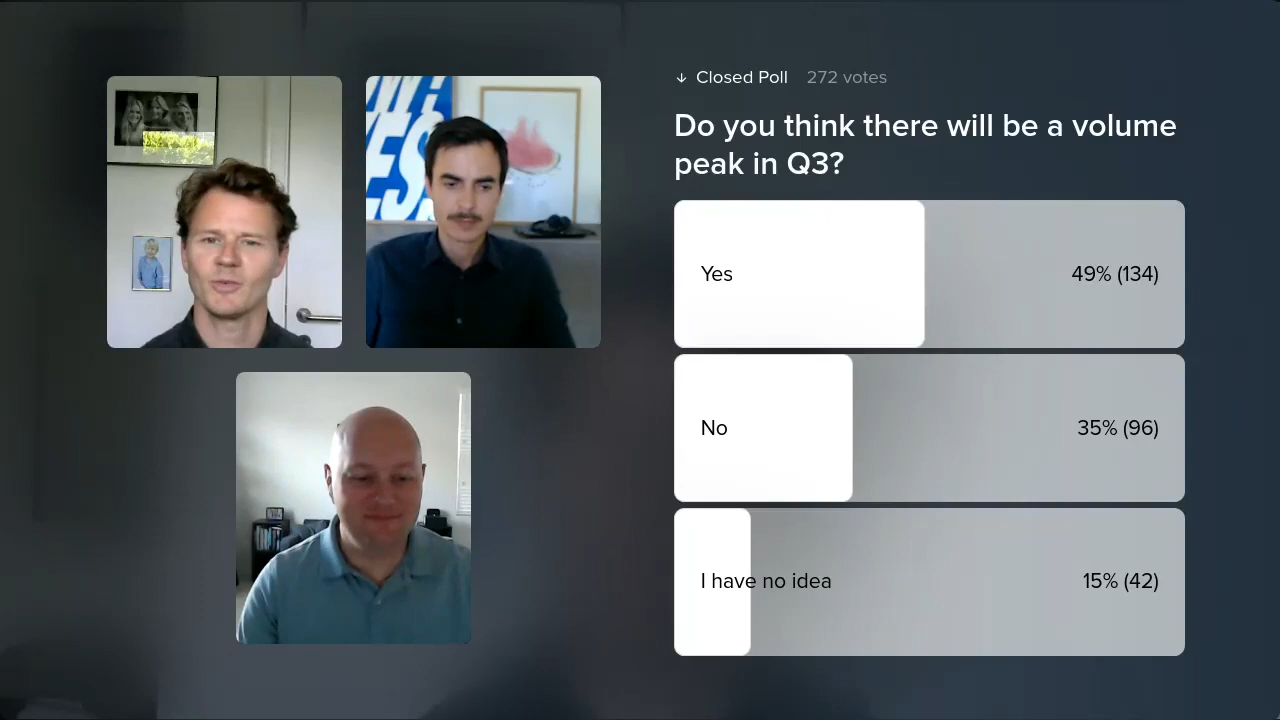 ↓ Closed Poll 272 votes
Do you think there will be a volume
peak in Q3?
Yes 49% (134)
No 35% (96)
I have no idea 15% (42)